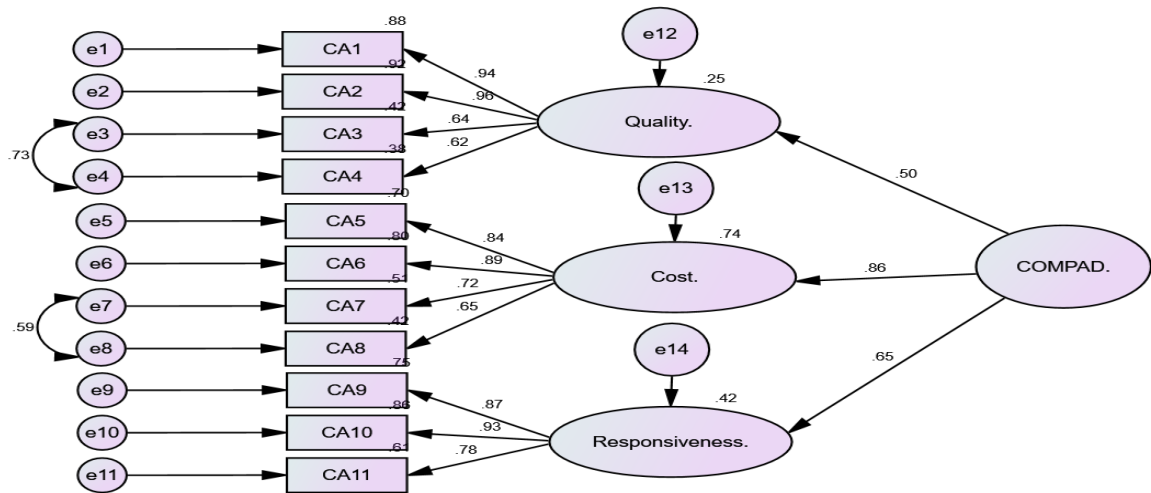 .88
e12
e1
CA1
.92
.94
.25
e2
CA2
.96
.42
Quality.
e3
CA3
.64
.38
.62
.73
e4
CA4
.70
e13
.50
e5
CA5
.80
.84
.74
e6
CA6
.89
.51
Cost.
.86
COMPAD.
e7
CA7
.72
.42
.65
.59
e8
CA8
.75
e14
.65
e9
CA9
.86
.87
.42
e10
CA10
.93
.61
Responsiveness.
e11
CA11
.78